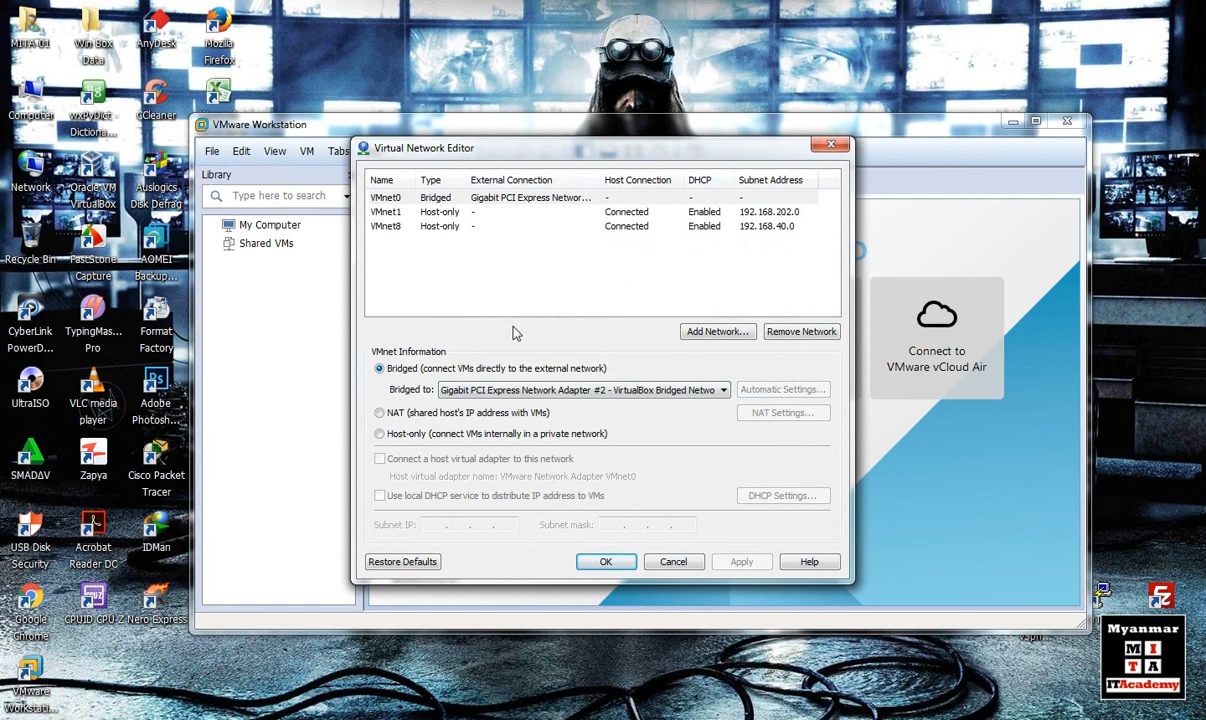 MITA-01
Win Box
Data
AnyDesk
Mozilla
Firefox
Computer
wxPyDict -
Dictiona...
CCleaner
Network
Oracle VM
VirtualBox
Auslogics
Disk Defrag
Recycle Bin
FastStone
Capture
AOMEI
Backup...
CyberLink
PowerD...
TypingMas...
Pro
Format
Factory
UltraISO
VLC media
player
Adobe
Photosh...
SMADΔV
Zapya
Cisco Packet
Tracer
USB Disk
Security
Acrobat
Reader DC
IDMan
Google
Chrome
CPUID CPU-Z
Nero Express
VMware
Workstati...
VMware Workstation
File Edit View VM Tabs
Library
Type here to search
My Computer
Shared VMs
Virtual Network Editor
Name Type External Connection Host Connection DHCP Subnet Address
VMnet0 Bridged Gigabit PCI Express Networ... - - -
VMnet1 Host-only - Connected Enabled 192.168.202.0
VMnet8 Host-only - Connected Enabled 192.168.40.0
Add Network... Remove Network
VMnet Information
Bridged (connect VMs directly to the external network)
Bridged to: Gigabit PCI Express Network Adapter #2 - VirtualBox Bridged Netwo Automatic Settings...
NAT (shared host's IP address with VMs) NAT Settings...
Host-only (connect VMs internally in a private network)
Connect a host virtual adapter to this network
Host virtual adapter name: VMware Network Adapter VMnet0
Use local DHCP service to distribute IP address to VMs DHCP Settings...
Subnet IP: . . . Subnet mask: . . .
Restore Defaults OK Cancel Apply Help
Connect to
VMware vCloud Air
Myanmar
M I
T A
ITAcademy